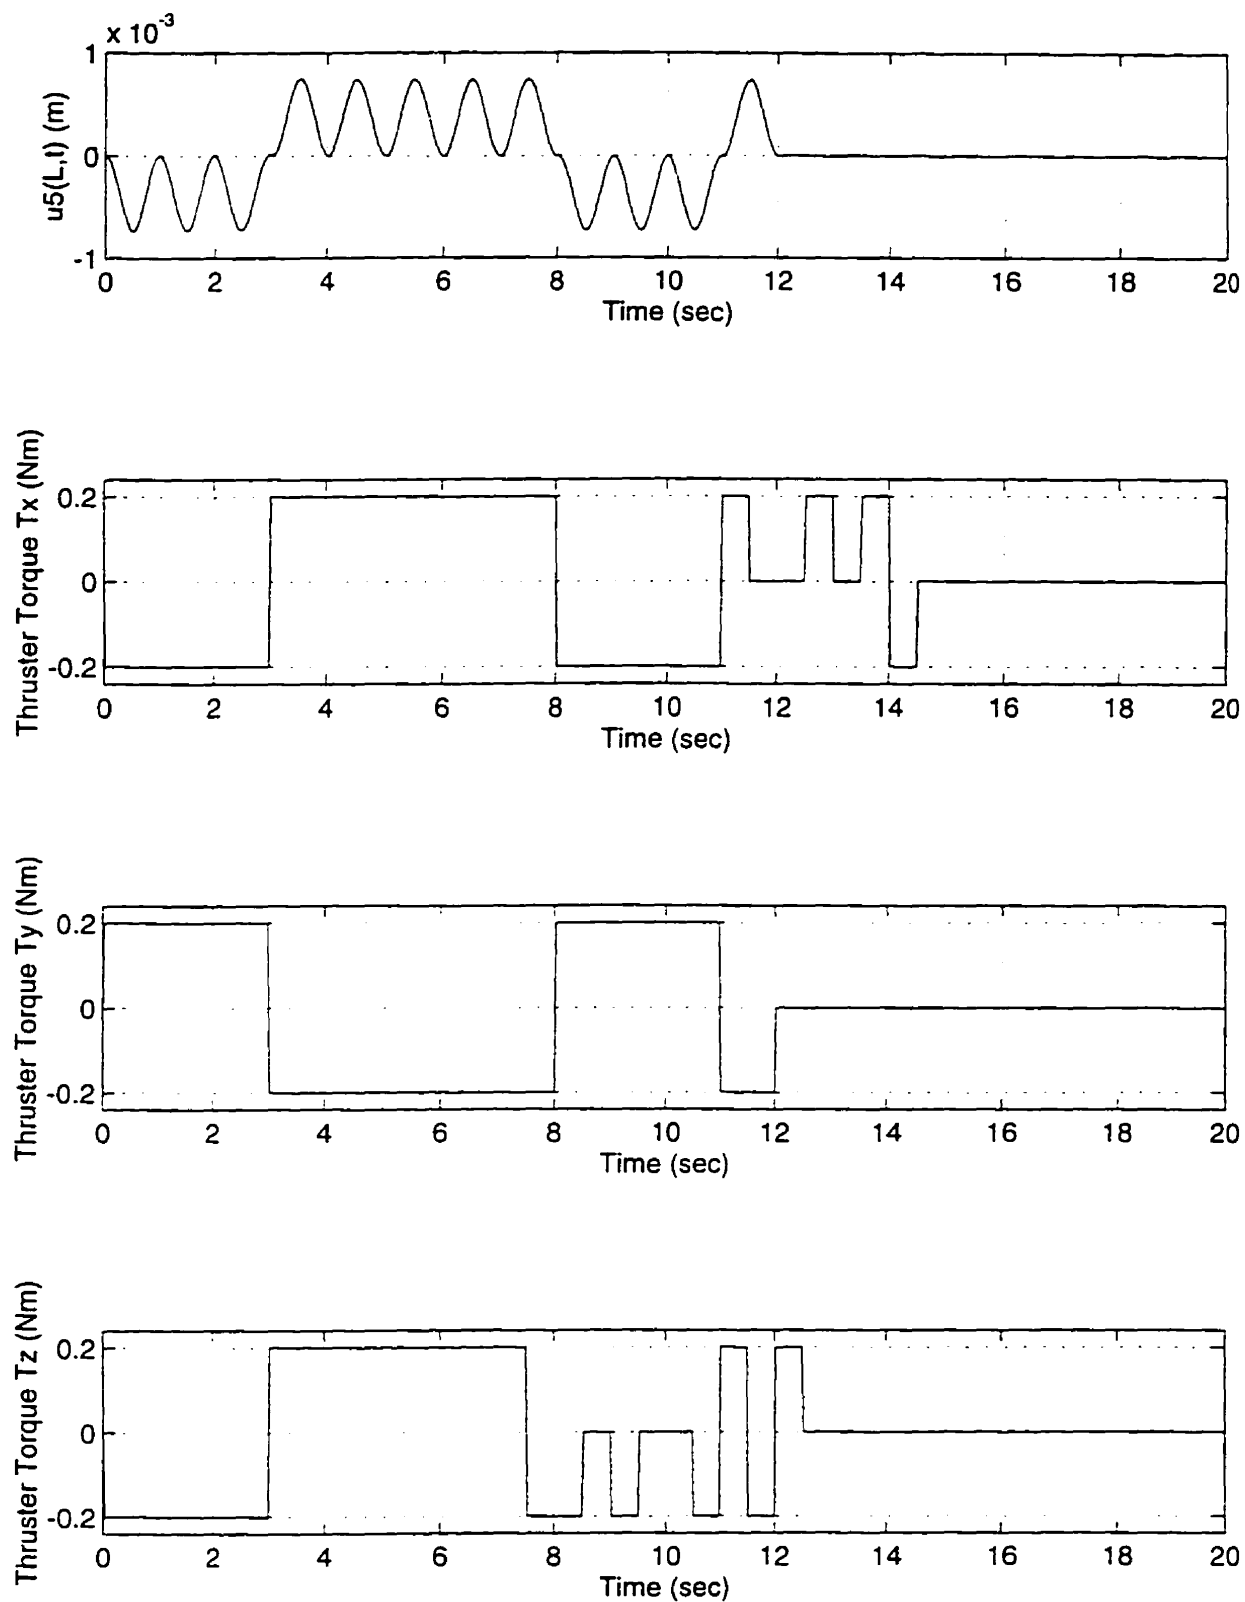 x 10-3
1
0
-1
u5(L,t) (m)
0 2 4 6 8 10 12 14 16 18 20
Time (sec)
Thruster Torque Tx (Nm)
0.2
0
-0.2
0 2 4 6 8 10 12 14 16 18 20
Time (sec)
Thruster Torque Ty (Nm)
0.2
0
-0.2
0 2 4 6 8 10 12 14 16 18 20
Time (sec)
Thruster Torque Tz (Nm)
0.2
0
-0.2
0 2 4 6 8 10 12 14 16 18 20
Time (sec)